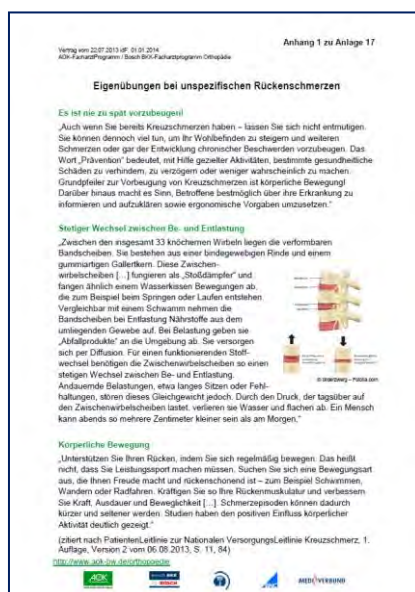 Anhang 1 zu Anlage 17
Vertrag vom 22.07.2013 idF. 01.01.2014
AOK-FacharztProgramm / Bosch BKK-Facharztprogramm Orthopädie
Eigenübungen bei unspezifischen Rückenschmerzen
Es ist nie zu spät vorzubeugen!
„Auch wenn Sie bereits Kreuzschmerzen haben – lassen Sie sich nicht entmutigen.
Sie können dennoch viel tun, um Ihr Wohlbefinden zu steigern und weiteren
Schmerzen oder gar der Entwicklung chronischer Beschwerden vorzubeugen. Das
Wort „Prävention“ bedeutet, mit Hilfe gezielter Aktivitäten, bestimmte gesundheitliche
Schäden zu verhindern, zu verzögern oder weniger wahrscheinlich zu machen.
Grundpfeiler zur Vorbeugung von Kreuzschmerzen ist körperliche Bewegung!
Darüber hinaus macht es Sinn, Betroffene bestmöglich über ihre Erkrankung zu
informieren und aufzuklären sowie ergonomische Vorgaben umzusetzen.“
Stetiger Wechsel zwischen Be- und Entlastung
„Zwischen den insgesamt 33 knöchernen Wirbeln liegen die verformbaren
Bandscheiben. Sie bestehen aus einer bindegewebigen Rinde und einem
gummiartigen Gallertkern. Diese Zwischen-
wirbelscheiben [...] fungieren als „Stoßdämpfer“ und
fangen ähnlich einem Wasserkissen Bewegungen ab,
die zum Beispiel beim Springen oder Laufen entstehen.
Vergleichbar mit einem Schwamm nehmen die
Bandscheiben bei Entlastung Nährstoffe aus dem
umliegenden Gewebe auf. Bei Belastung geben sie
„Abfallprodukte“ an die Umgebung ab. Sie versorgen
sich per Diffusion. Für einen funktionierenden Stoff-
wechsel benötigen die Zwischenwirbelscheiben so einen
stetigen Wechsel zwischen Be- und Entlastung.
Andauernde Belastungen, etwa langes Sitzen oder Fehl-
haltungen, stören dieses Gleichgewicht jedoch. Durch den Druck, der tagsüber auf
den Zwischenwirbelscheiben lastet, verlieren sie Wasser und flachen ab. Ein Mensch
kann abends so mehrere Zentimeter kleiner sein als am Morgen.“
Körperliche Bewegung
„Unterstützen Sie Ihren Rücken, indem Sie sich regelmäßig bewegen. Das heißt
nicht, dass Sie Leistungssport machen müssen. Suchen Sie sich eine Bewegungsart
aus, die Ihnen Freude macht und rückenschonend ist – zum Beispiel Schwimmen,
Wandern oder Radfahren. Kräftigen Sie so Ihre Rückenmuskulatur und verbessern
Sie Kraft, Ausdauer und Beweglichkeit [...]. Schmerzepisoden können dadurch
kürzer und seltener werden. Studien haben den positiven Einfluss körperlicher
Aktivität deutlich gezeigt.“
(zitiert nach PatientenLeitlinie zur Nationalen VersorgungsLeitlinie Kreuzschmerz, 1.
Auflage, Version 2 vom 06.08.2013, S. 11, 84)
http://www.aok-bw.de/orthopaedie
AOK
BOSCH
MEDIVERBUND